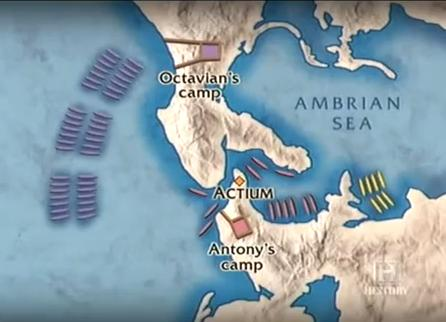 Octavian's
camp
AMBRIAN
SEA
ACTIUM
Antony's
camp
H
HISTORY